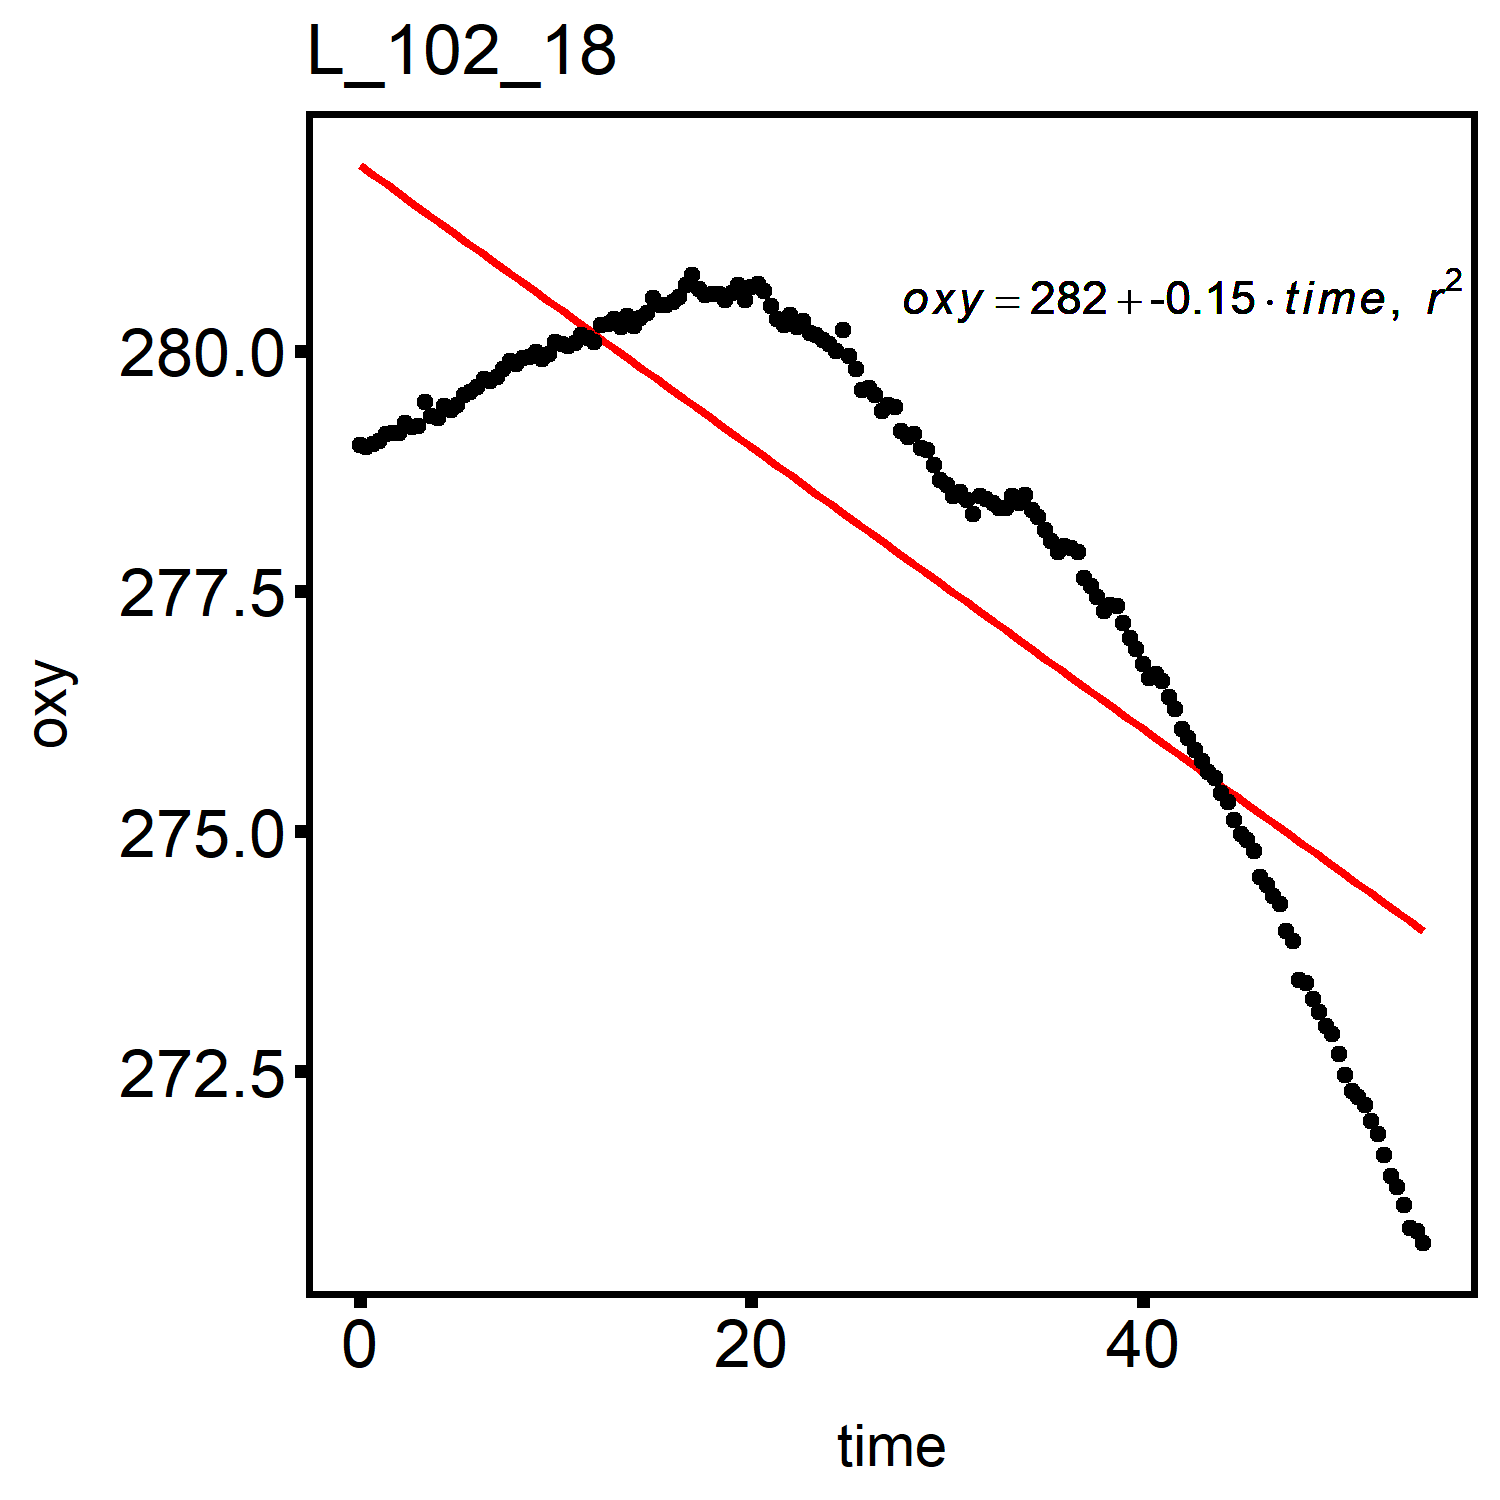 L_102_18
oxy = 282 + -0.15 · time, r²
280.0
277.5
275.0
272.5
oxy
0 20 40
time